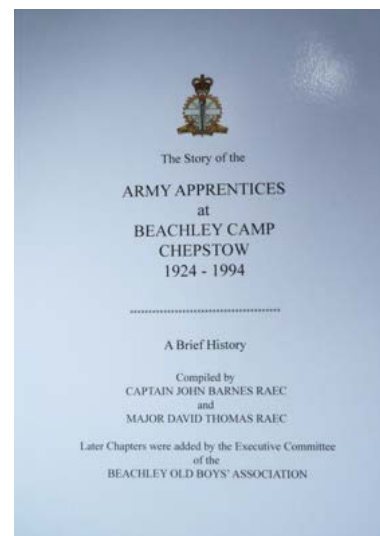 The Story of the
ARMY APPRENTICES
at
BEACHLEY CAMP
CHEPSTOW
1924 - 1994
A Brief History
Compiled by
CAPTAIN JOHN BARNES RAEC
and
MAJOR DAVID THOMAS RAEC
Later Chapters were added by the Executive Committee
of the
BEACHLEY OLD BOYS' ASSOCIATION